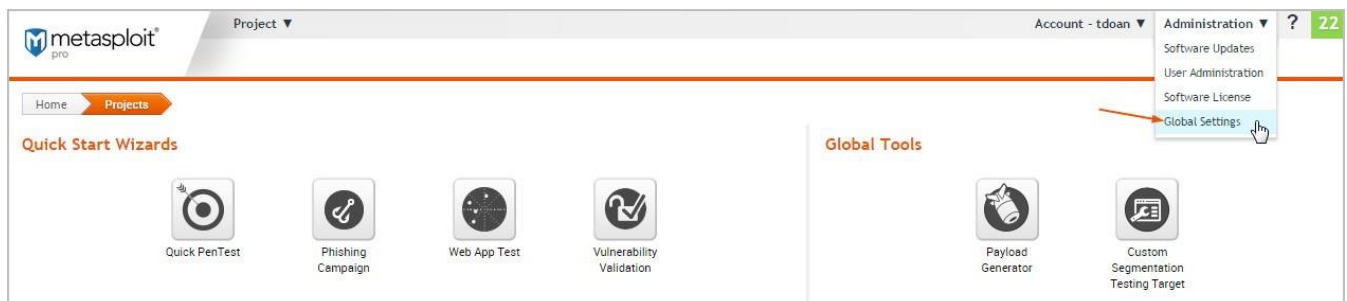 metasploit®
pro
Project ▼
Account - tdoan ▼
Administration ▼
?
22
Software Updates
User Administration
Software License
Global Settings
Home
Projects
Quick Start Wizards
Quick PenTest
Phishing
Campaign
Web App Test
Vulnerability
Validation
Global Tools
Payload
Generator
Custom
Segmentation
Testing Target